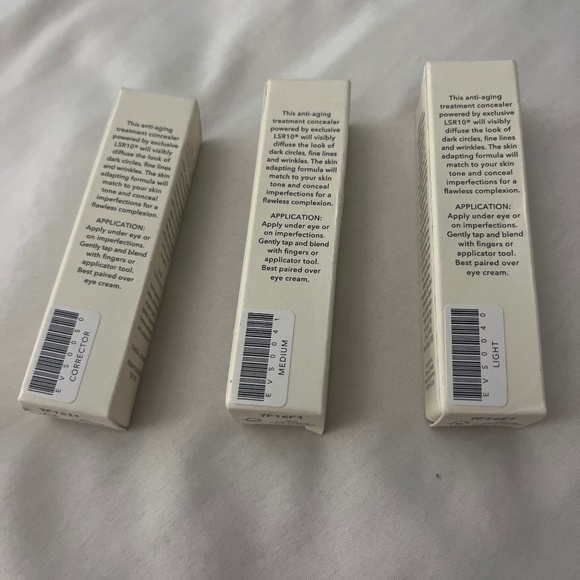 This anti-aging
treatment concealer
powered by exclusive
LSR10® will visibly
diffuse the look of
dark circles, fine lines
and wrinkles. The skin
adapting formula will
match to your skin
tone and conceal
imperfections for a
flawless complexion.
APPLICATION:
Apply under eye or
on imperfections.
Gently tap and blend
with fingers or
applicator tool.
Best paired over
eye cream.
EVS0050
CORRECTOR
This anti-aging
treatment concealer
powered by exclusive
LSR10® will visibly
diffuse the look of
dark circles, fine lines
and wrinkles. The skin
adapting formula will
match to your skin
tone and conceal
imperfections for a
flawless complexion.
APPLICATION:
Apply under eye or
on imperfections.
Gently tap and blend
with fingers or
applicator tool.
Best paired over
eye cream.
EVS0041
MEDIUM
This anti-aging
treatment concealer
powered by exclusive
LSR10® will visibly
diffuse the look of
dark circles, fine lines
and wrinkles. The skin
adapting formula will
match to your skin
tone and conceal
imperfections for a
flawless complexion.
APPLICATION:
Apply under eye or
on imperfections.
Gently tap and blend
with fingers or
applicator tool.
Best paired over
eye cream.
EVS0040
LIGHT